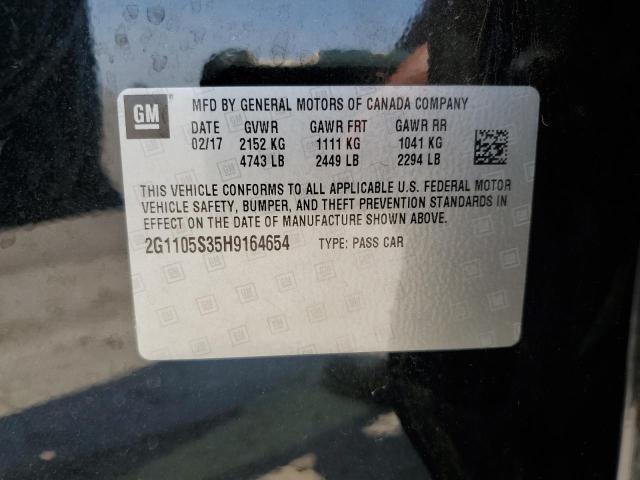 GM MFD BY GENERAL MOTORS OF CANADA COMPANY
DATE GVWR GAWR FRT GAWR RR
02/17 2152 KG 1111 KG 1041 KG
4743 LB 2449 LB 2294 LB
THIS VEHICLE CONFORMS TO ALL APPLICABLE U.S. FEDERAL MOTOR
VEHICLE SAFETY, BUMPER, AND THEFT PREVENTION STANDARDS IN
EFFECT ON THE DATE OF MANUFACTURE SHOWN ABOVE.
2G1105S35H9164654 TYPE: PASS CAR